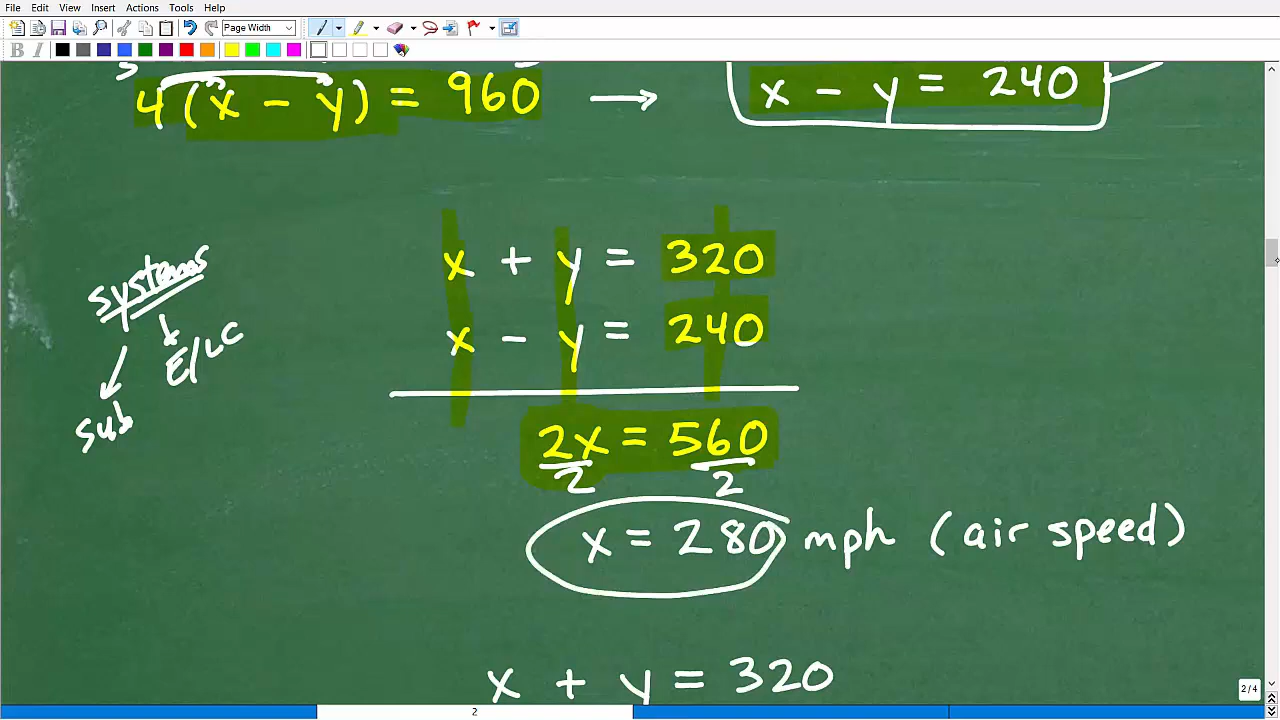 File Edit View Insert Actions Tools Help
Page Width
B I
4(x - y) = 960 → x - y = 240
x + y = 320
x - y = 240
2x = 560
2 2
x = 280 mph (air speed)
systems
E/LC
sub
x + y = 320
2/4
2